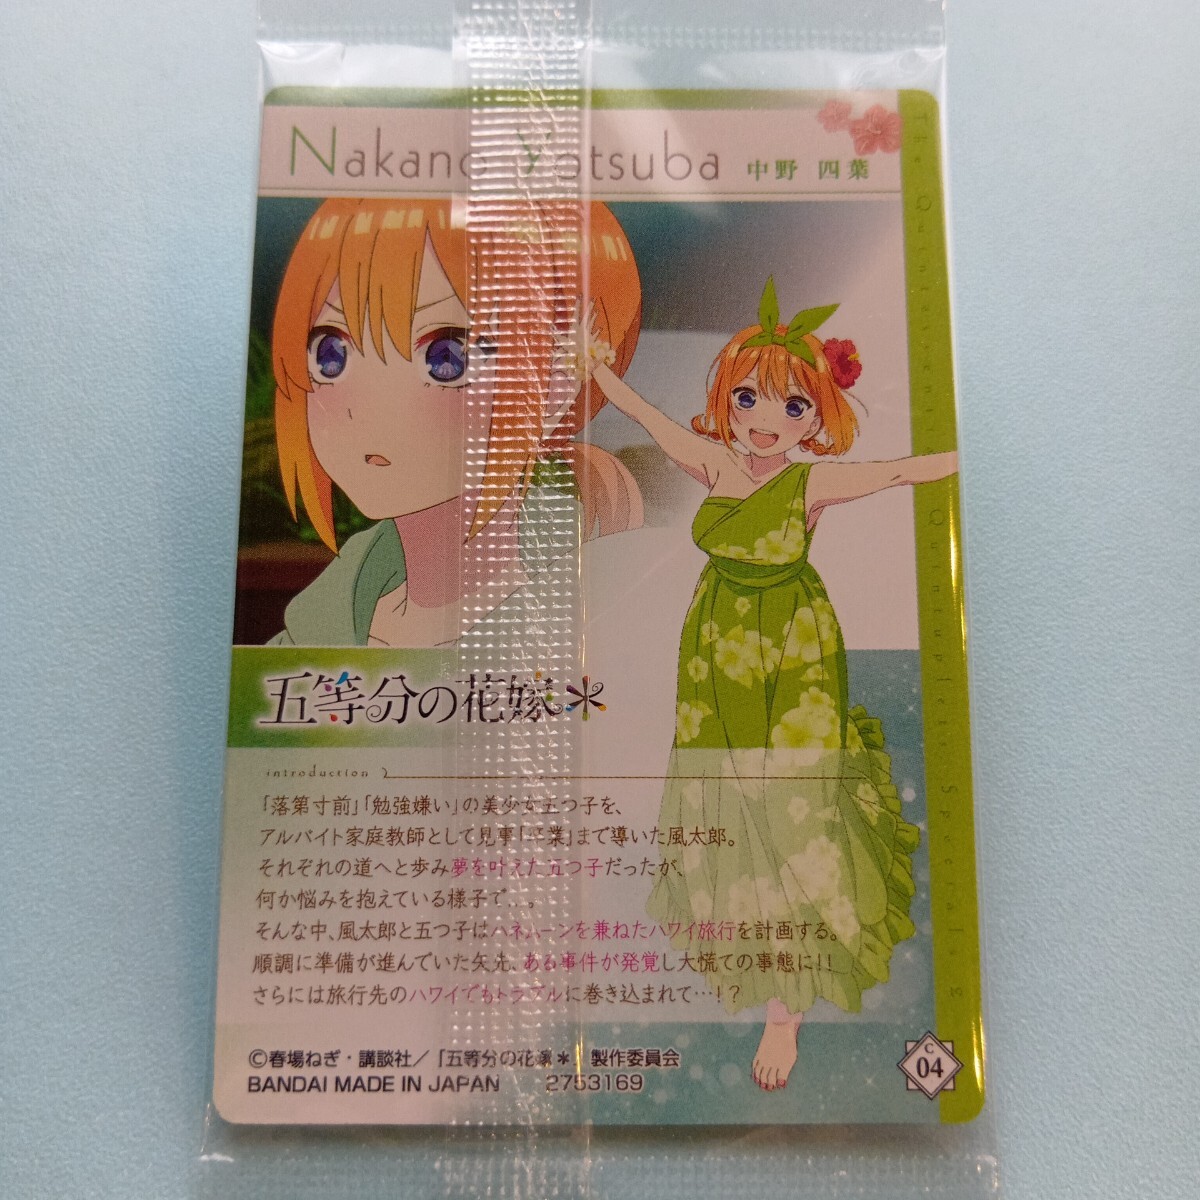 Nakano Yotsuba 中野 四葉
The Quintessential Quintuplets Specials 3
五等分の花嫁＊
introduction
「落第寸前」「勉強嫌い」の美少女五つ子を、
アルバイト家庭教師として見事「卒業」まで導いた風太郎。
それぞれの道へと歩み夢を叶えた五つ子だったが、
何か悩みを抱えている様子で…。
そんな中、風太郎と五つ子はハネムーンを兼ねたハワイ旅行を計画する。
順調に準備が進んでいた矢先、ある事件が発覚し大慌ての事態に!!
さらには旅行先のハワイでもトラブルに巻き込まれて…!?
©春場ねぎ・講談社／「五等分の花嫁＊」製作委員会
BANDAI MADE IN JAPAN 2753169
C
04